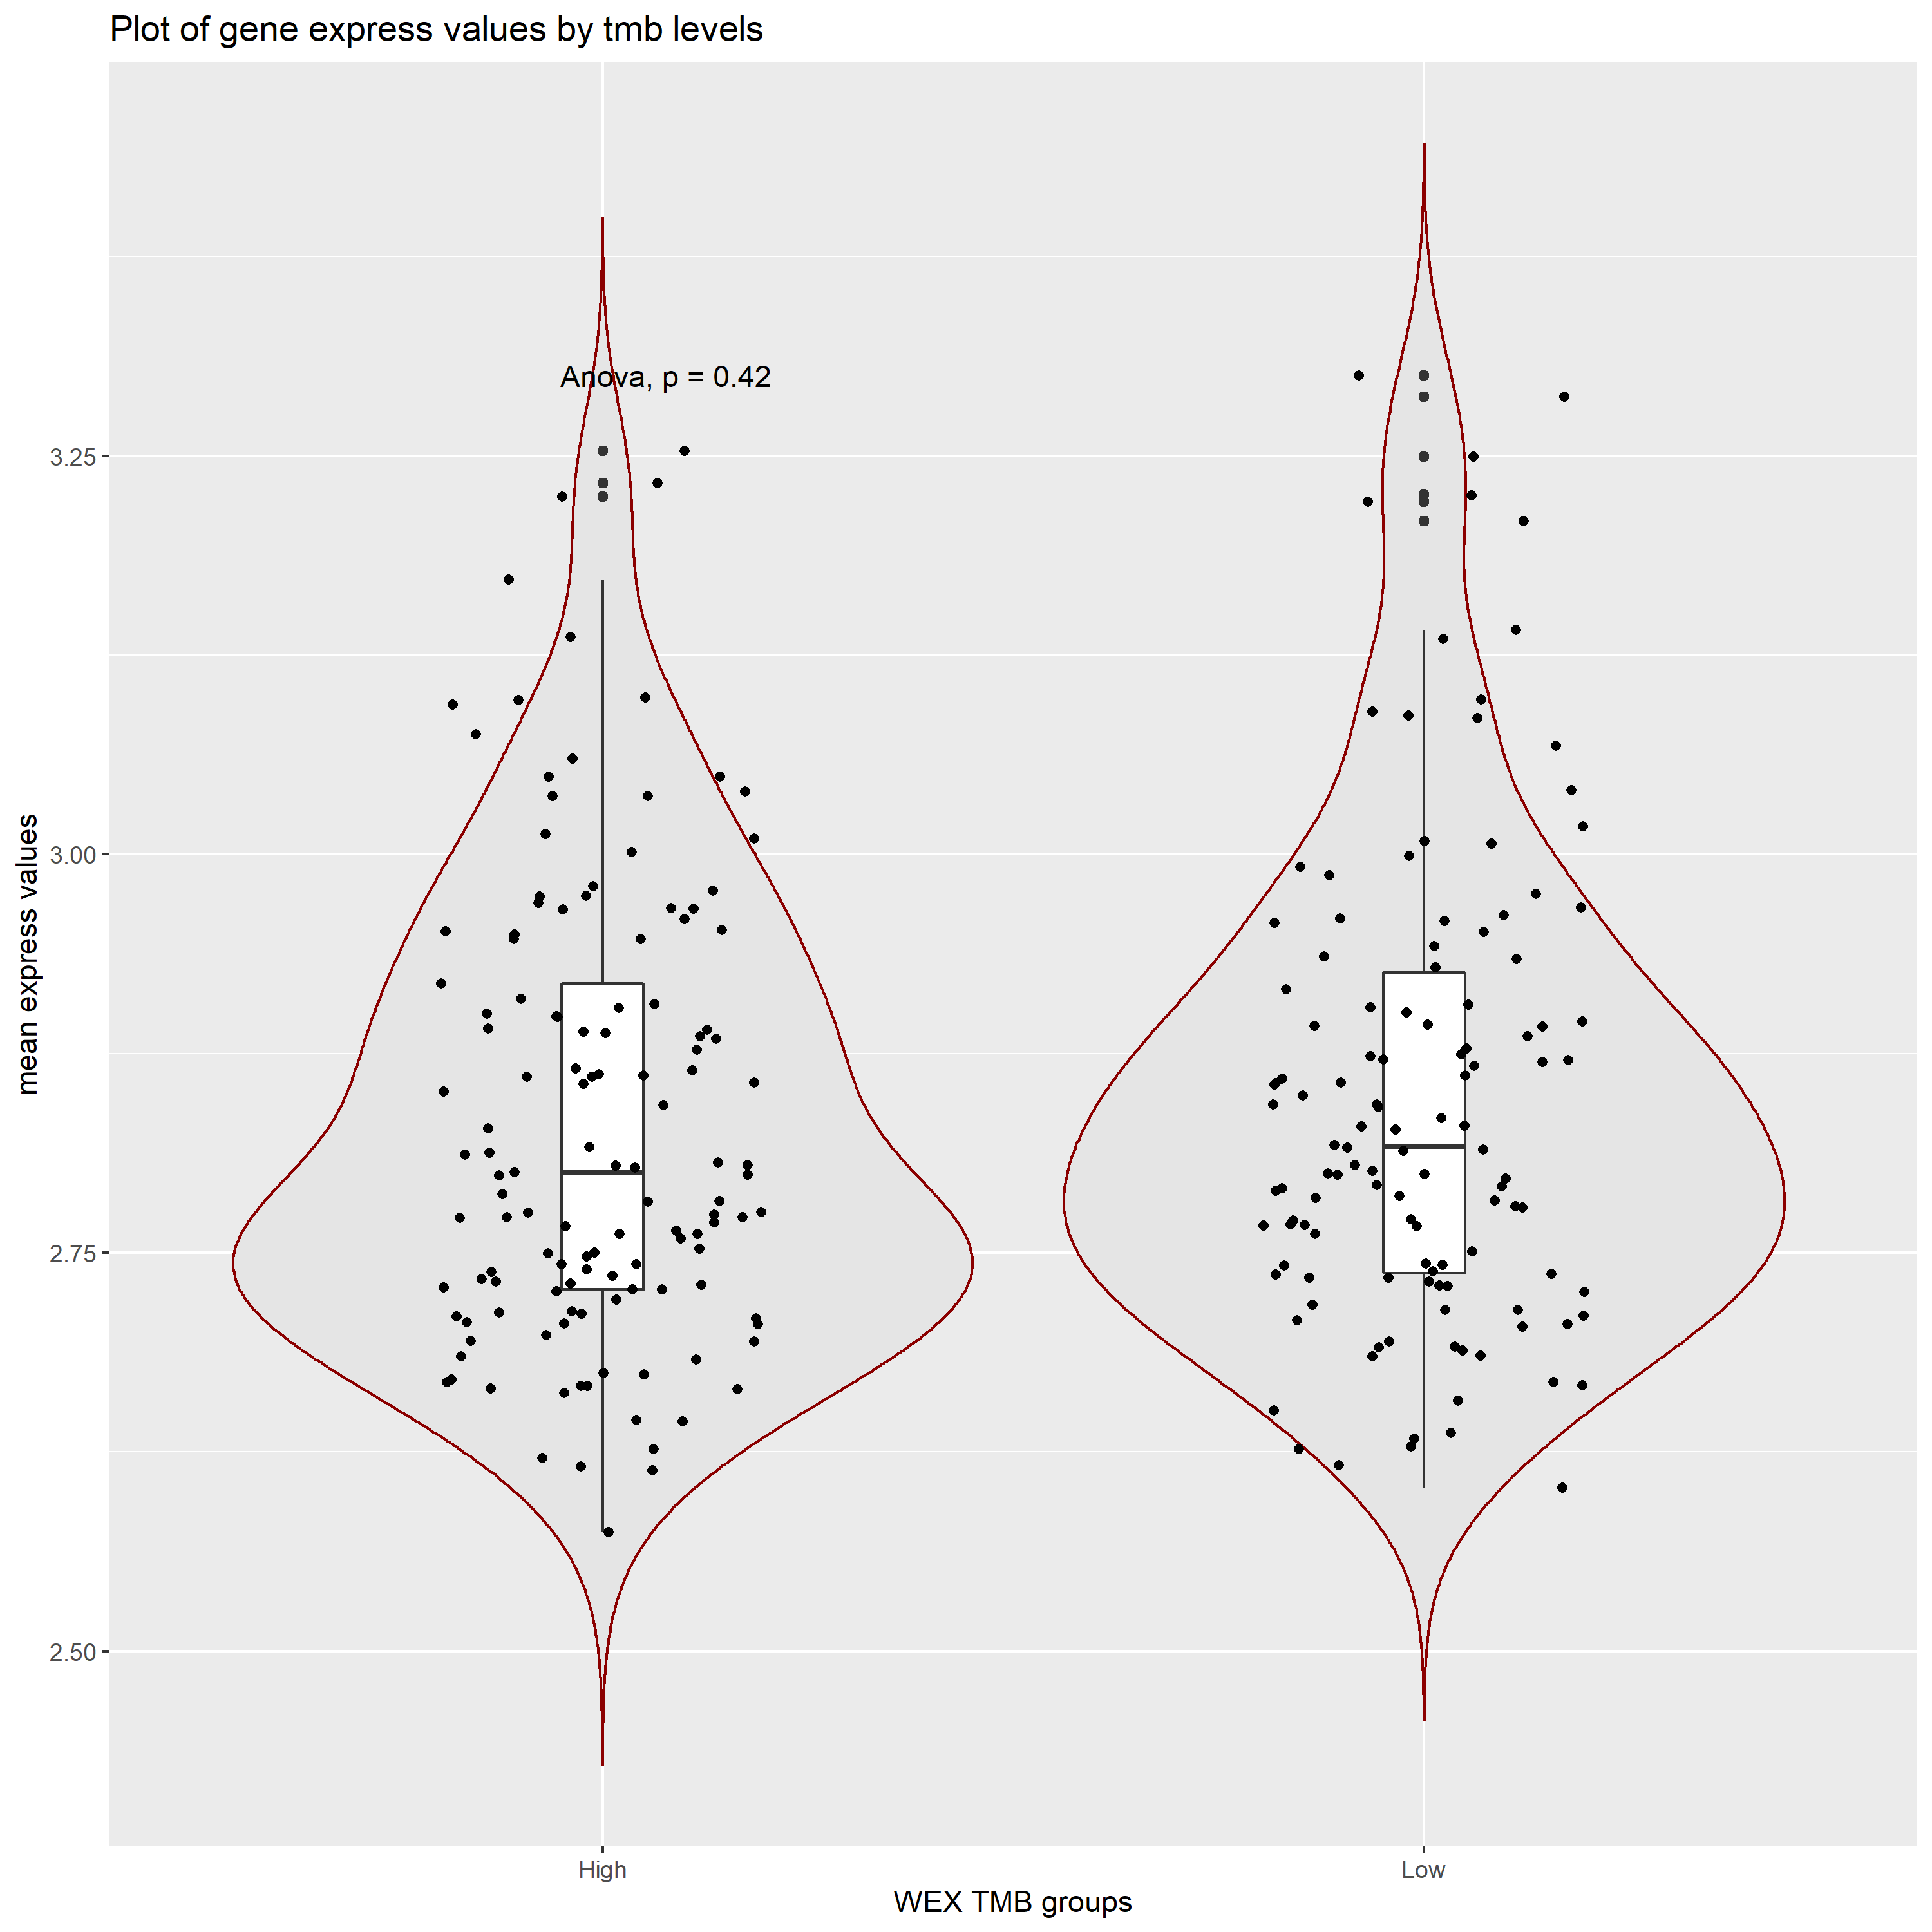 Plot of gene express values by tmb levels
Anova, p = 0.42
3.25
3.00
2.75
2.50
mean express values
High
Low
WEX TMB groups